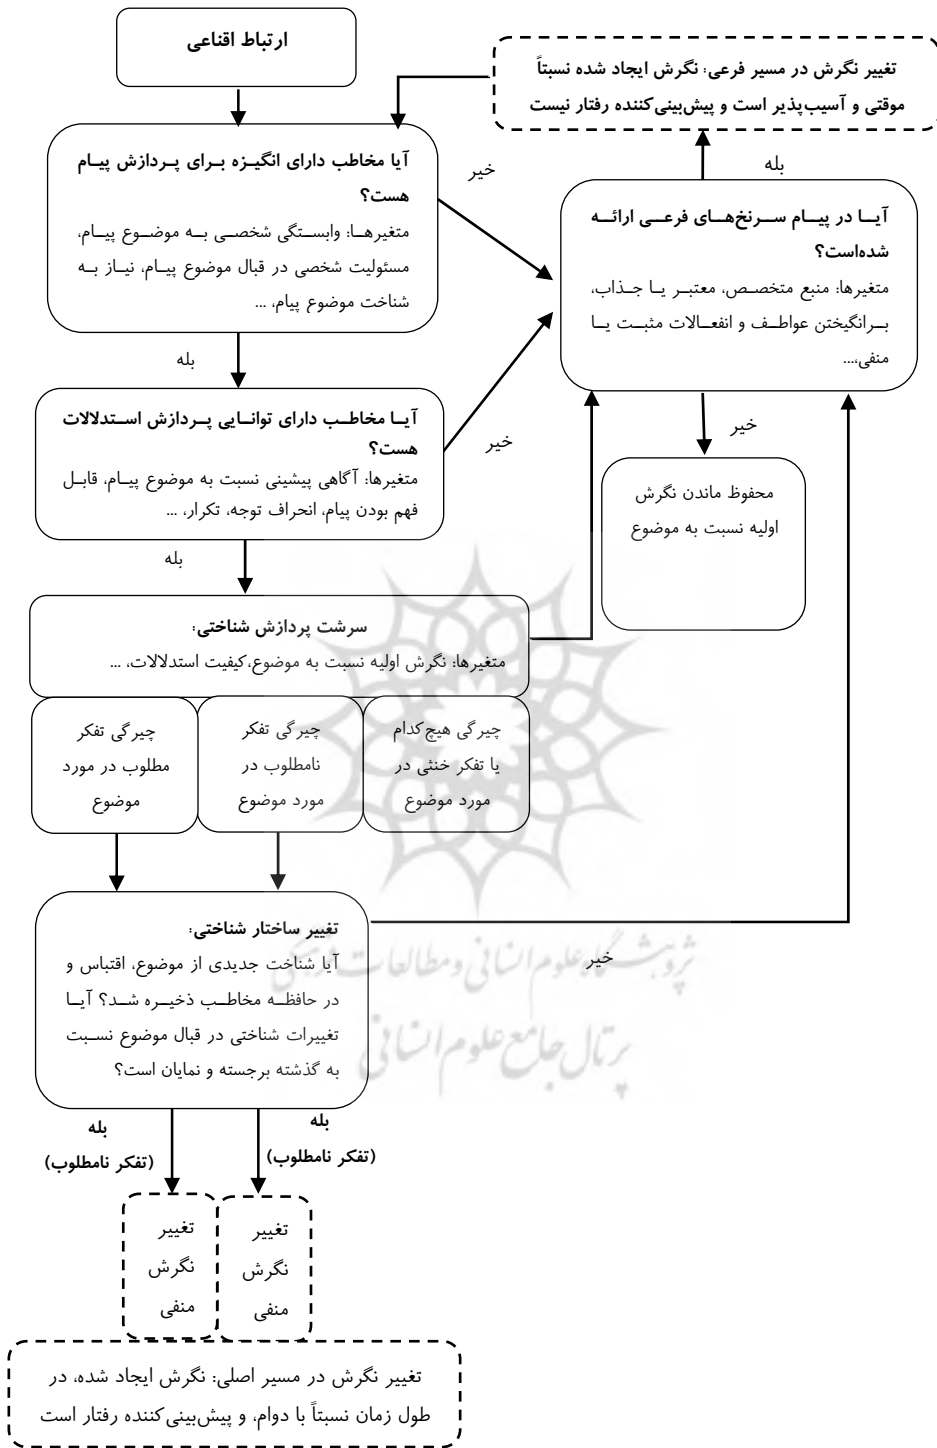 ارتباط اقناعی
تغییر نگرش در مسیر فرعی: نگرش ایجاد شده نسبتاً
موقتی و آسیب‌پذیر است و پیش‌بینی‌کننده رفتار نیست
آیا مخاطب دارای انگیزه برای پردازش پیام
هست؟
متغیرها: وابستگی شخصی به موضوع پیام،
مسئولیت شخصی در قبال موضوع پیام، نیاز به
شناخت موضوع پیام، ...
خیر
بله
آیا در پیام سرنخ‌های فرعی ارائه
شده‌است؟
متغیرها: منبع متخصص، معتبر یا جذاب،
برانگیختن عواطف و انفعالات مثبت یا
منفی،...
بله
آیا مخاطب دارای توانایی پردازش استدلالات
هست؟
متغیرها: آگاهی پیشینی نسبت به موضوع پیام، قابل
فهم بودن پیام، انحراف توجه، تکرار، ...
خیر
خیر
محفوظ ماندن نگرش
اولیه نسبت به موضوع
بله
سرشت پردازش شناختی:
متغیرها: نگرش اولیه نسبت به موضوع،کیفیت استدلالات، ...
چیرگی هیچ‌کدام
یا تفکر خنثی در
مورد موضوع
چیرگی تفکر
نامطلوب در
مورد موضوع
چیرگی تفکر
مطلوب در مورد
موضوع
تغییر ساختار شناختی:
آیا شناخت جدیدی از موضوع، اقتباس و
در حافظه مخاطب ذخیره شد؟ آیا
تغییرات شناختی در قبال موضوع نسبت
به گذشته برجسته و نمایان است؟
خیر
پژوهشگاه علوم انسانی و مطالعات فرهنگی
پرتال جامع علوم انسانی
بله
(تفکر نامطلوب)
بله
(تفکر نامطلوب)
تغییر
نگرش
منفی
تغییر
نگرش
منفی
تغییر نگرش در مسیر اصلی: نگرش ایجاد شده، در
طول زمان نسبتاً با دوام، و پیش‌بینی‌کننده رفتار است